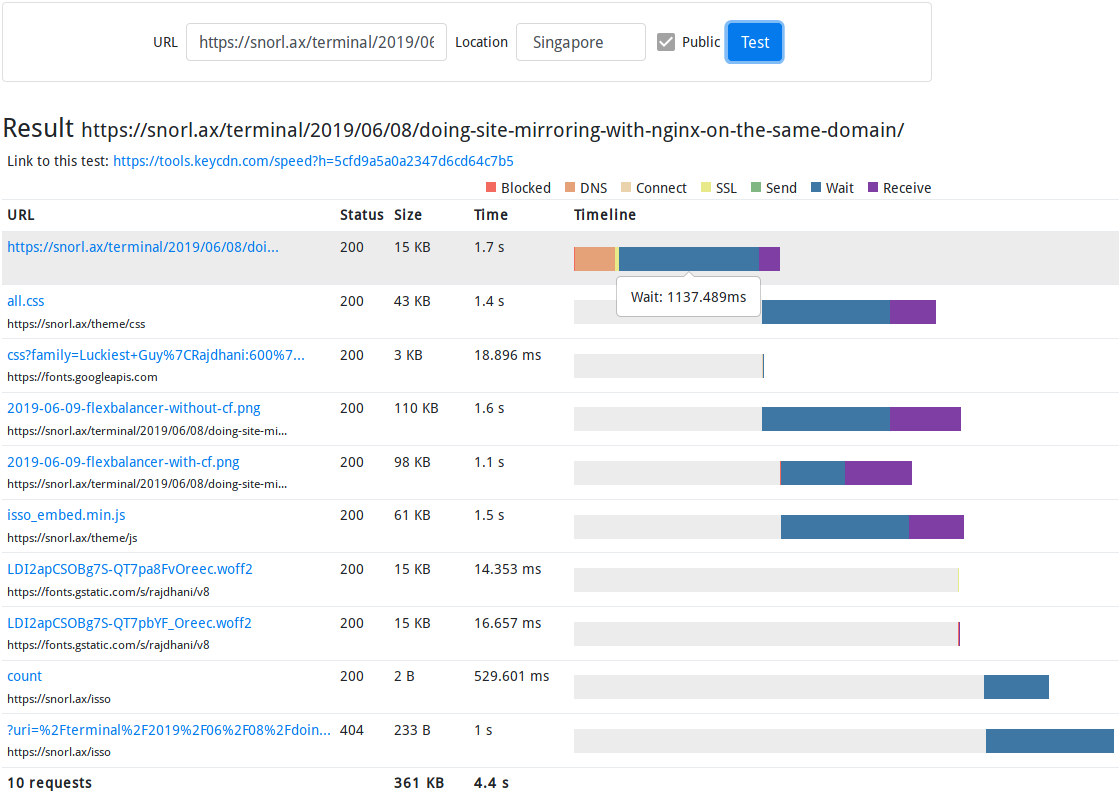 URL https://snorl.ax/terminal/2019/06 Location Singapore Public Test
Result https://snorl.ax/terminal/2019/06/08/doing-site-mirroring-with-nginx-on-the-same-domain/
Link to this test: https://tools.keycdn.com/speed?h=5cfd9a5a0a2347d6cd64c7b5
Blocked DNS Connect SSL Send Wait Receive
URL Status Size Time Timeline
https://snorl.ax/terminal/2019/06/08/doi... 200 15 KB 1.7 s
Wait: 1137.489ms
all.css 200 43 KB 1.4 s
https://snorl.ax/theme/css
css?family=Luckiest+Guy%7CRajdhani:600%7... 200 3 KB 18.896 ms
https://fonts.googleapis.com
2019-06-09-flexbalancer-without-cf.png 200 110 KB 1.6 s
https://snorl.ax/terminal/2019/06/08/doing-site-mi...
2019-06-09-flexbalancer-with-cf.png 200 98 KB 1.1 s
https://snorl.ax/terminal/2019/06/08/doing-site-mi...
isso_embed.min.js 200 61 KB 1.5 s
https://snorl.ax/theme/js
LDI2apCSOBg7S-QT7pa8FvOreec.woff2 200 15 KB 14.353 ms
https://fonts.gstatic.com/s/rajdhani/v8
LDI2apCSOBg7S-QT7pbYF_Oreec.woff2 200 15 KB 16.657 ms
https://fonts.gstatic.com/s/rajdhani/v8
count 200 2 B 529.601 ms
https://snorl.ax/isso
?uri=%2Fterminal%2F2019%2F06%2F08%2Fdoin... 404 233 B 1 s
https://snorl.ax/isso
10 requests 361 KB 4.4 s